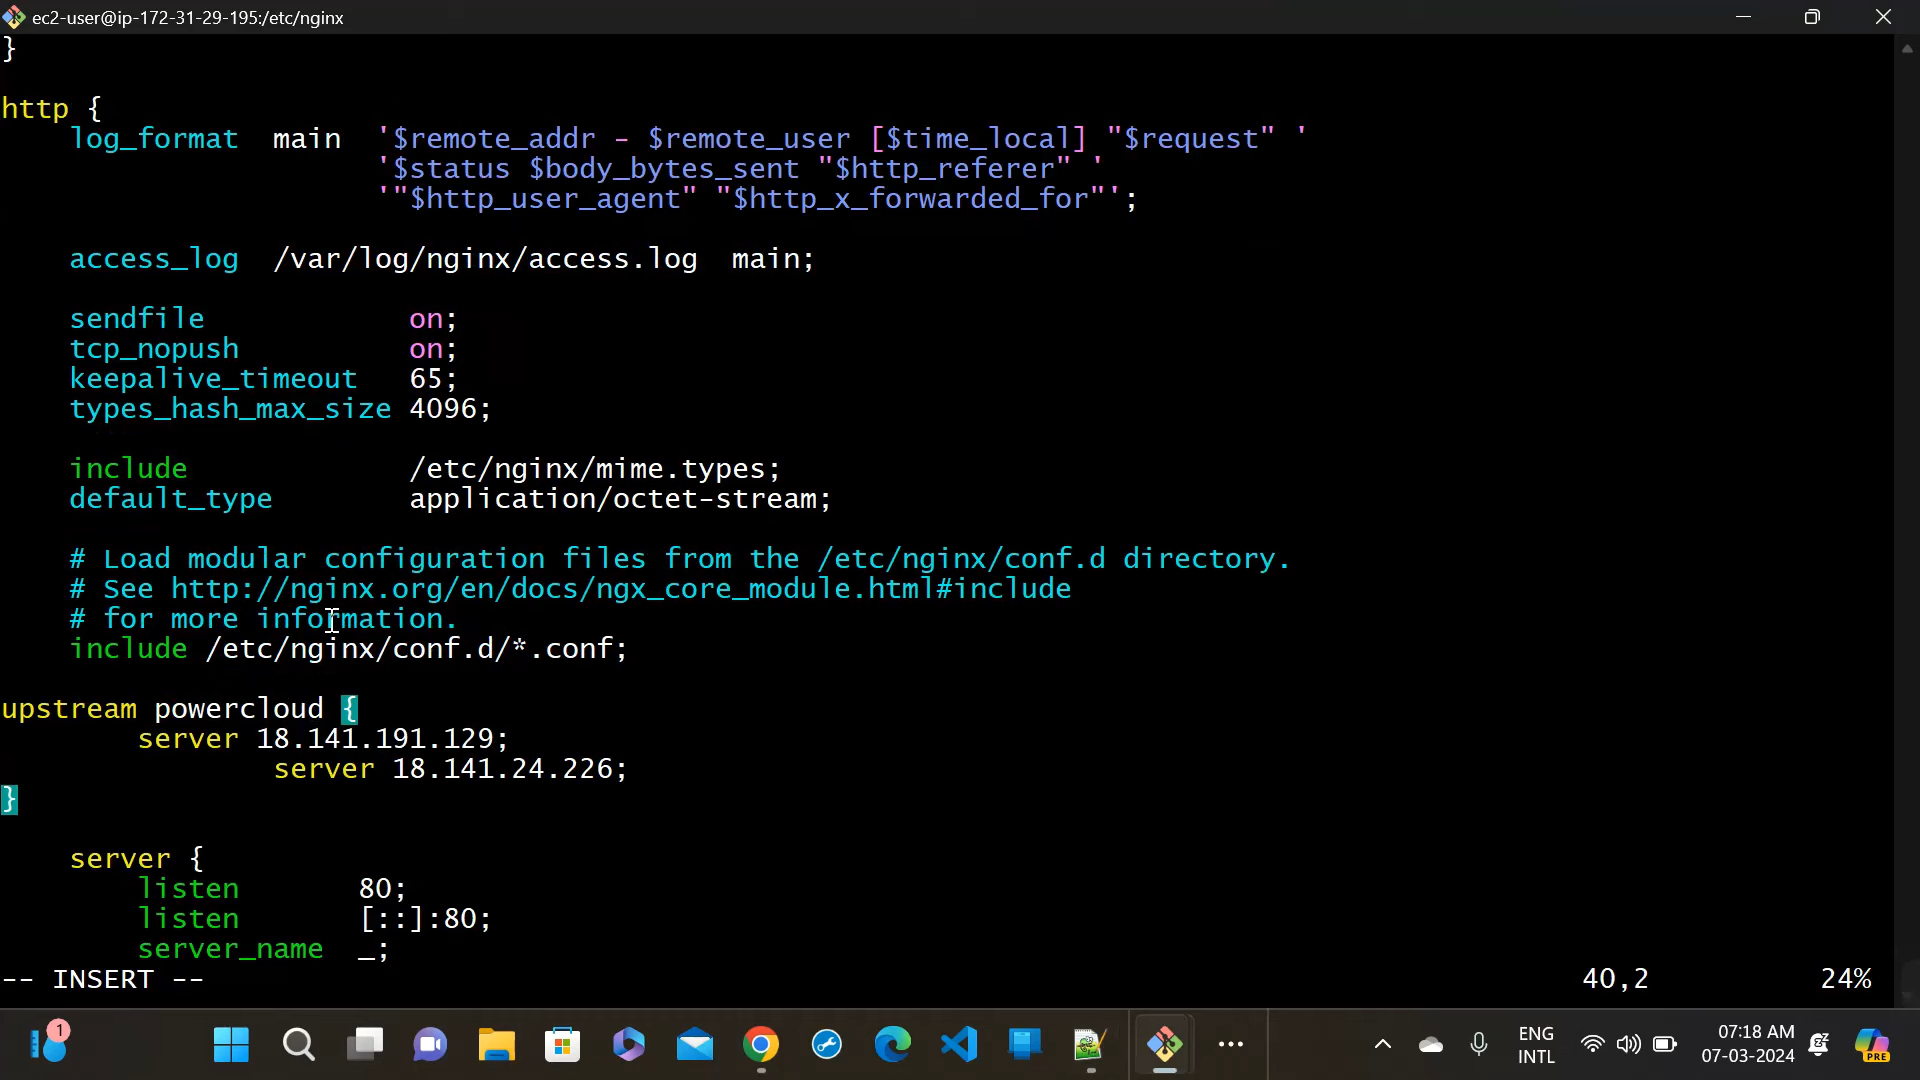 ec2-user@ip-172-31-29-195:/etc/nginx
}
http {
    log_format  main  '$remote_addr - $remote_user [$time_local] "$request" '
                      '$status $body_bytes_sent "$http_referer" '
                      '"$http_user_agent" "$http_x_forwarded_for"';
    access_log  /var/log/nginx/access.log  main;
    sendfile            on;
    tcp_nopush          on;
    keepalive_timeout   65;
    types_hash_max_size 4096;
    include             /etc/nginx/mime.types;
    default_type        application/octet-stream;
    # Load modular configuration files from the /etc/nginx/conf.d directory.
    # See http://nginx.org/en/docs/ngx_core_module.html#include
    # for more information.
    include /etc/nginx/conf.d/*.conf;
upstream powercloud {
        server 18.141.191.129;
                server 18.141.24.226;
}
    server {
        listen       80;
        listen       [::]:80;
        server_name  _;
-- INSERT --                                                                                  40,2          24%
1
ENG
INTL
07:18 AM
07-03-2024
PRE